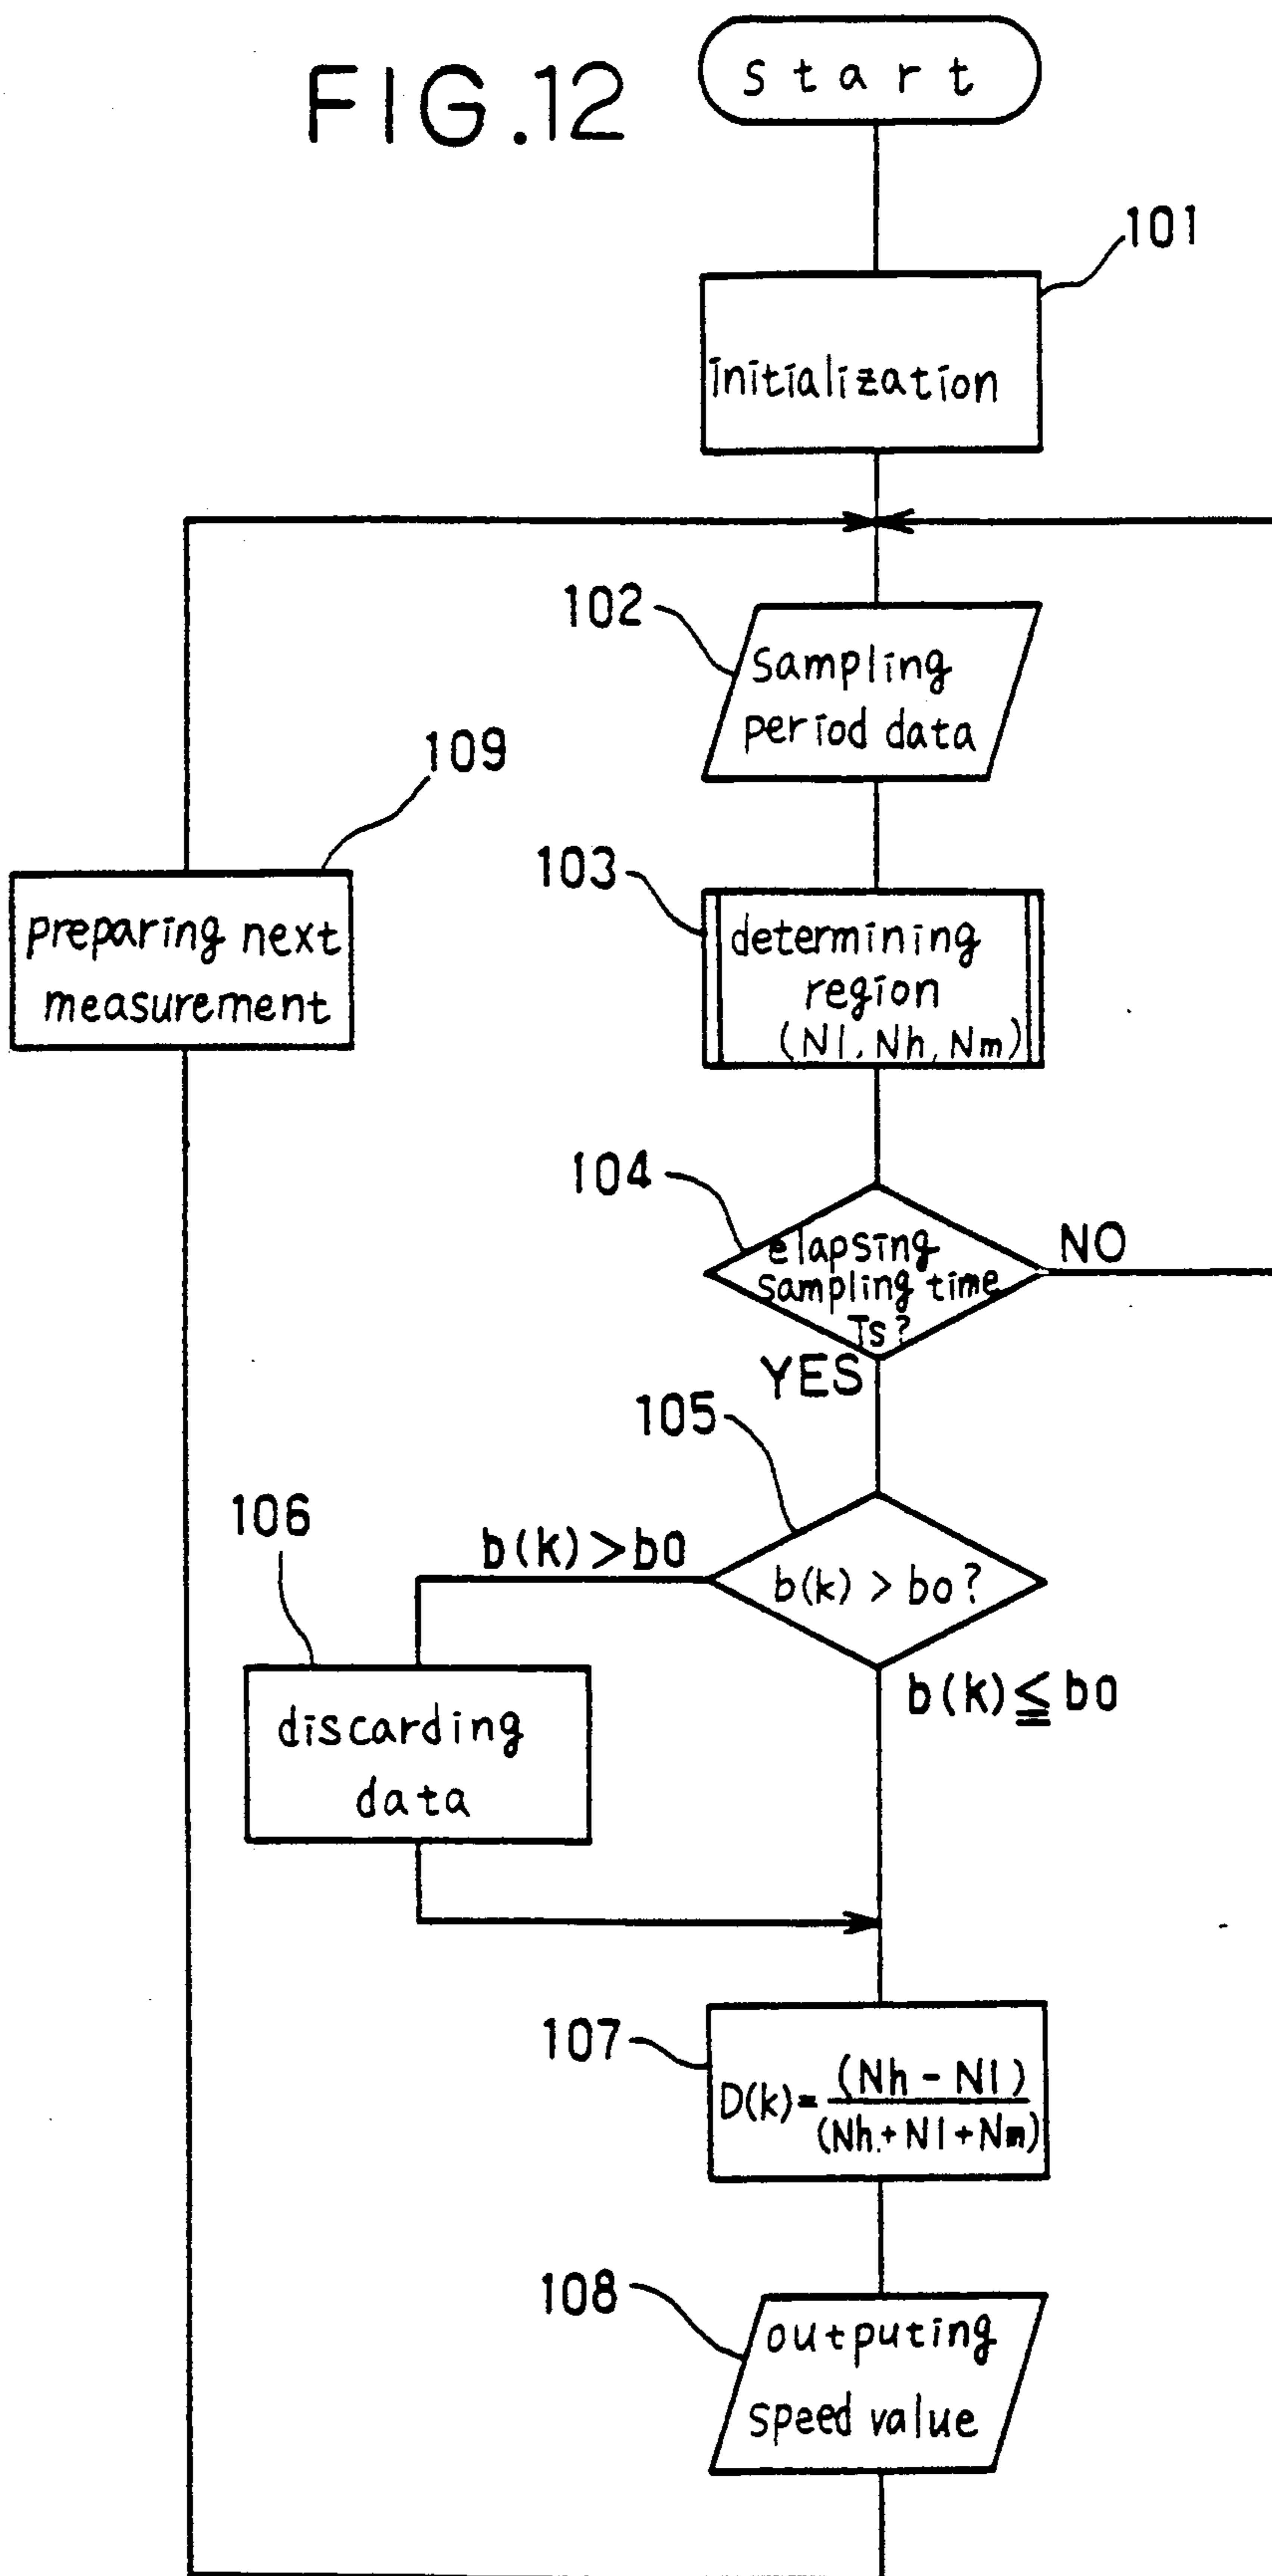 FIG.12
start
101
initialization
102
Sampling
period data
109
preparing next
measurement
103
determining
region
(Nl, Nh, Nm)
104
elapsing
sampling time
Ts?
NO
YES
105
106
b(k) > b0
b(k) > b0?
b(k) ≦ b0
discarding
data
107
D(k) = (Nh - Nl)
(Nh + Nl + Nm)
108
outputing
speed value